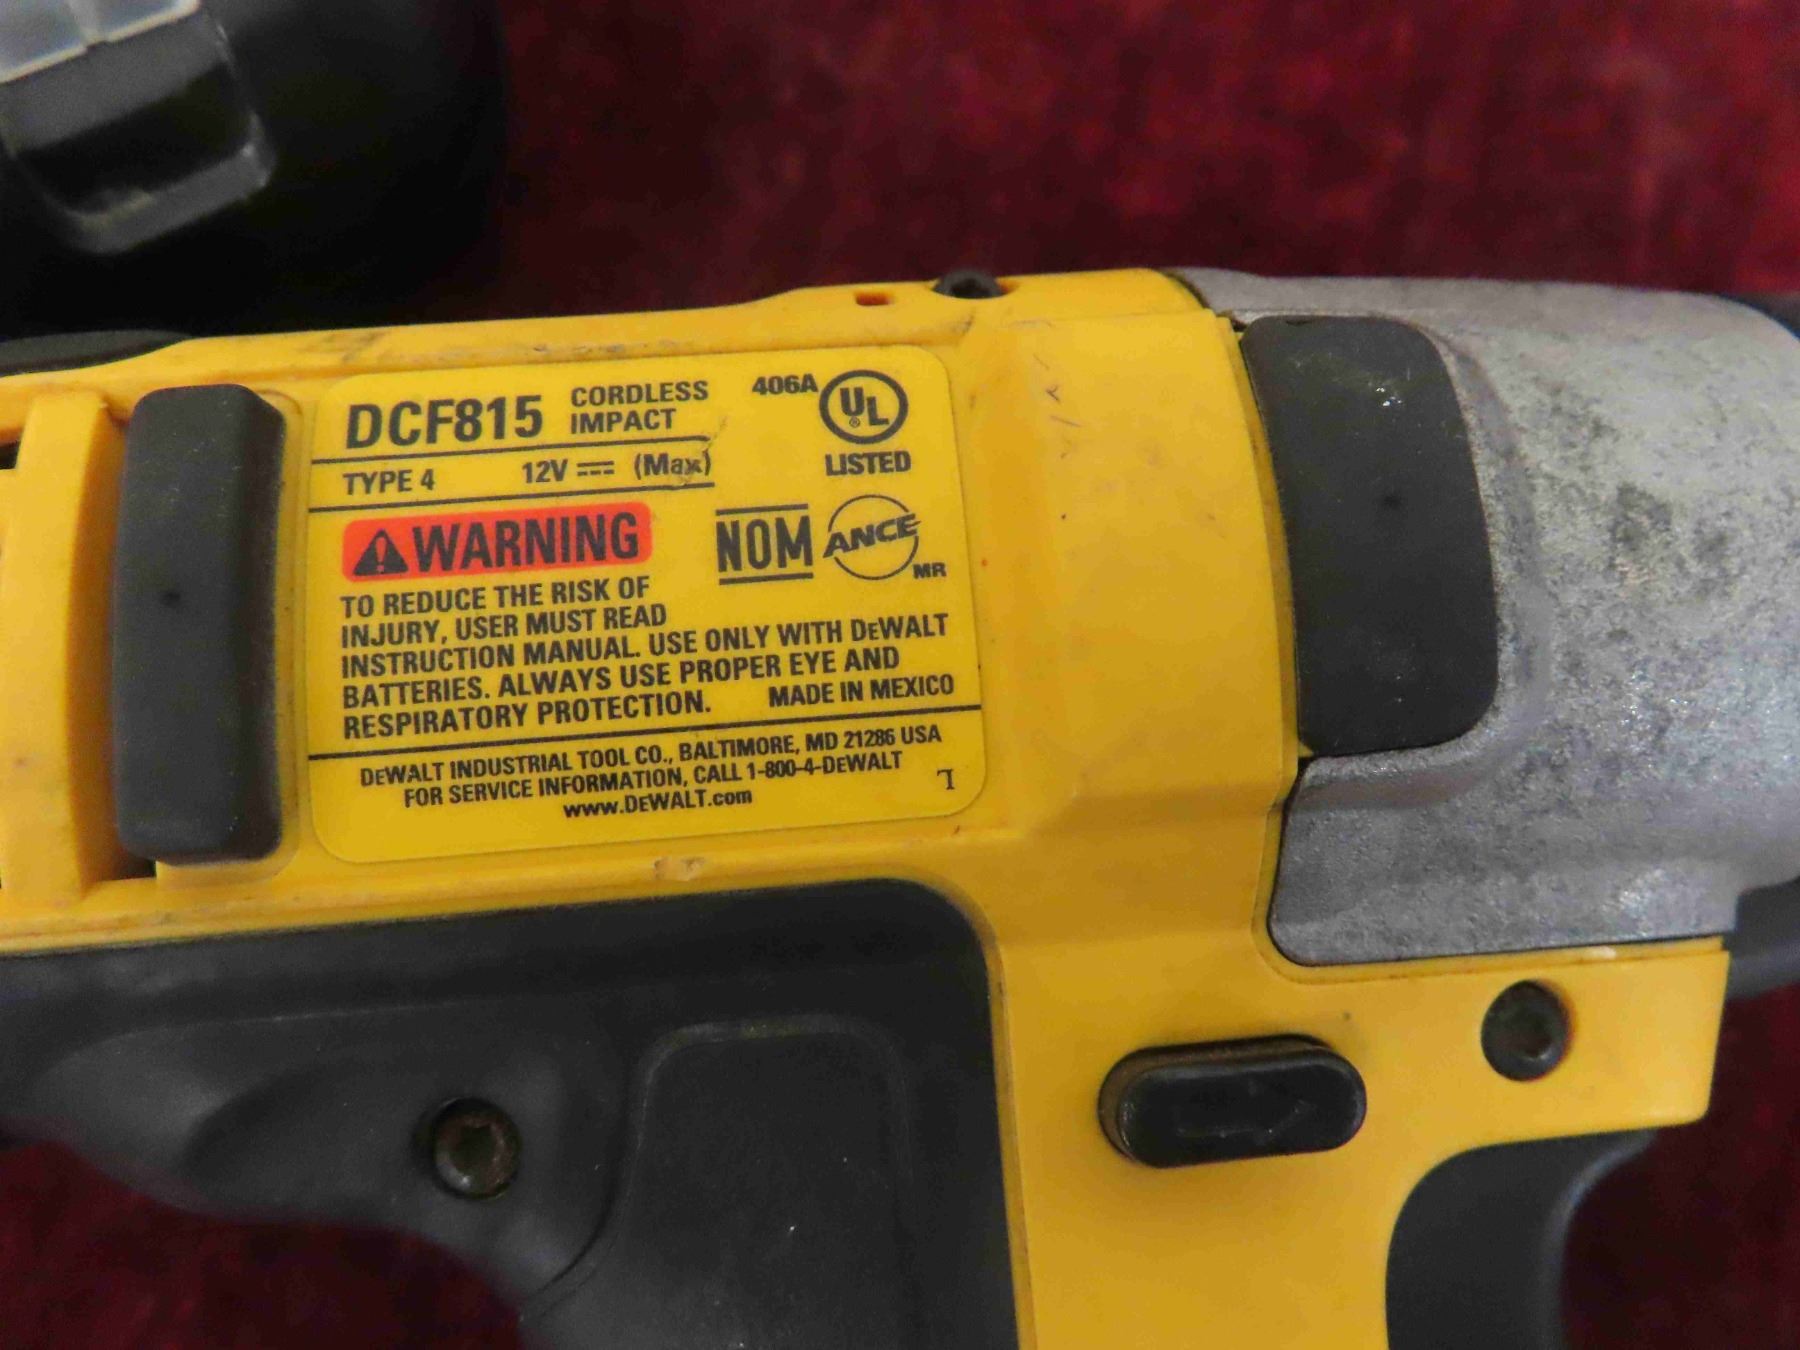 DCF815 CORDLESS IMPACT
406A UL ®
LISTED
TYPE 4 12V (Max)
WARNING
NOM ANCE MR
TO REDUCE THE RISK OF
INJURY, USER MUST READ
INSTRUCTION MANUAL. USE ONLY WITH DEWALT
BATTERIES. ALWAYS USE PROPER EYE AND
RESPIRATORY PROTECTION. MADE IN MEXICO
DEWALT INDUSTRIAL TOOL CO., BALTIMORE, MD 21286 USA
FOR SERVICE INFORMATION, CALL 1-800-4-DEWALT
www.DEWALT.com